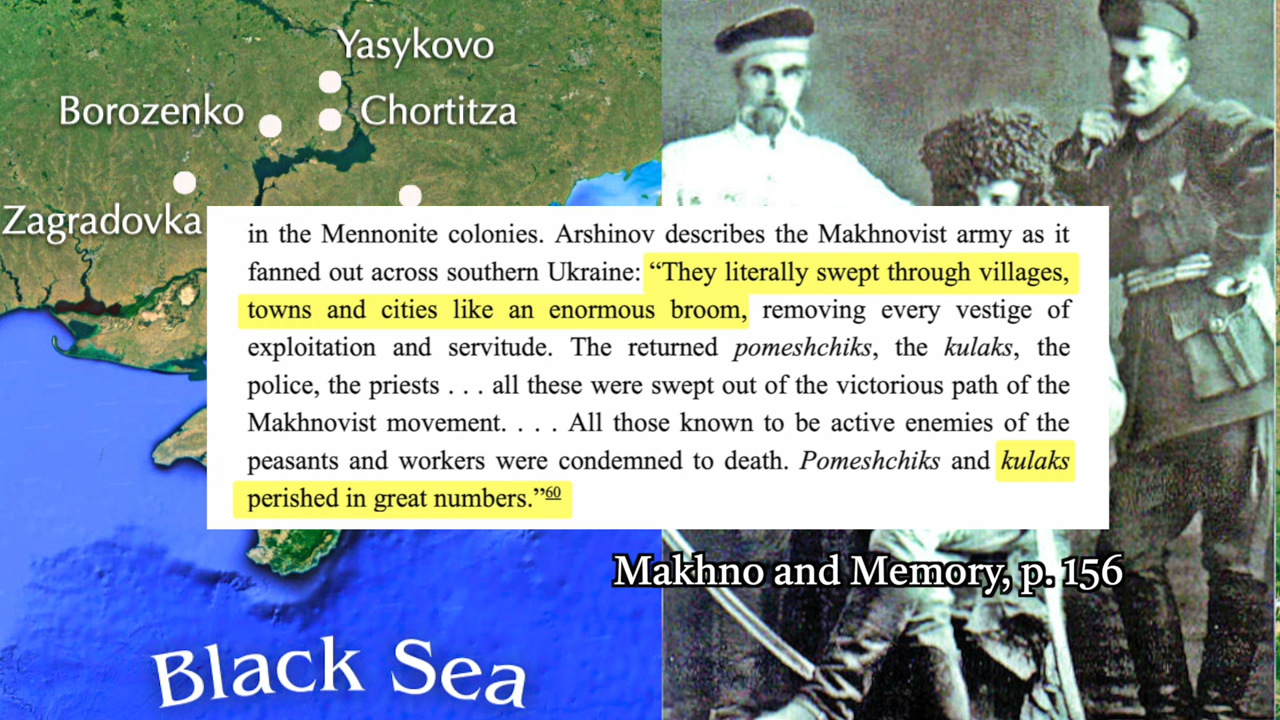 Yasykovo
Borozenko
Chortitza
Zagradovka
in the Mennonite colonies. Arshinov describes the Makhnovist army as it
fanned out across southern Ukraine: “They literally swept through villages,
towns and cities like an enormous broom, removing every vestige of
exploitation and servitude. The returned pomeshchiks, the kulaks, the
police, the priests . . . all these were swept out of the victorious path of the
Makhnovist movement. . . . All those known to be active enemies of the
peasants and workers were condemned to death. Pomeshchiks and kulaks
perished in great numbers.”60
Makhno and Memory, p. 156
Black Sea